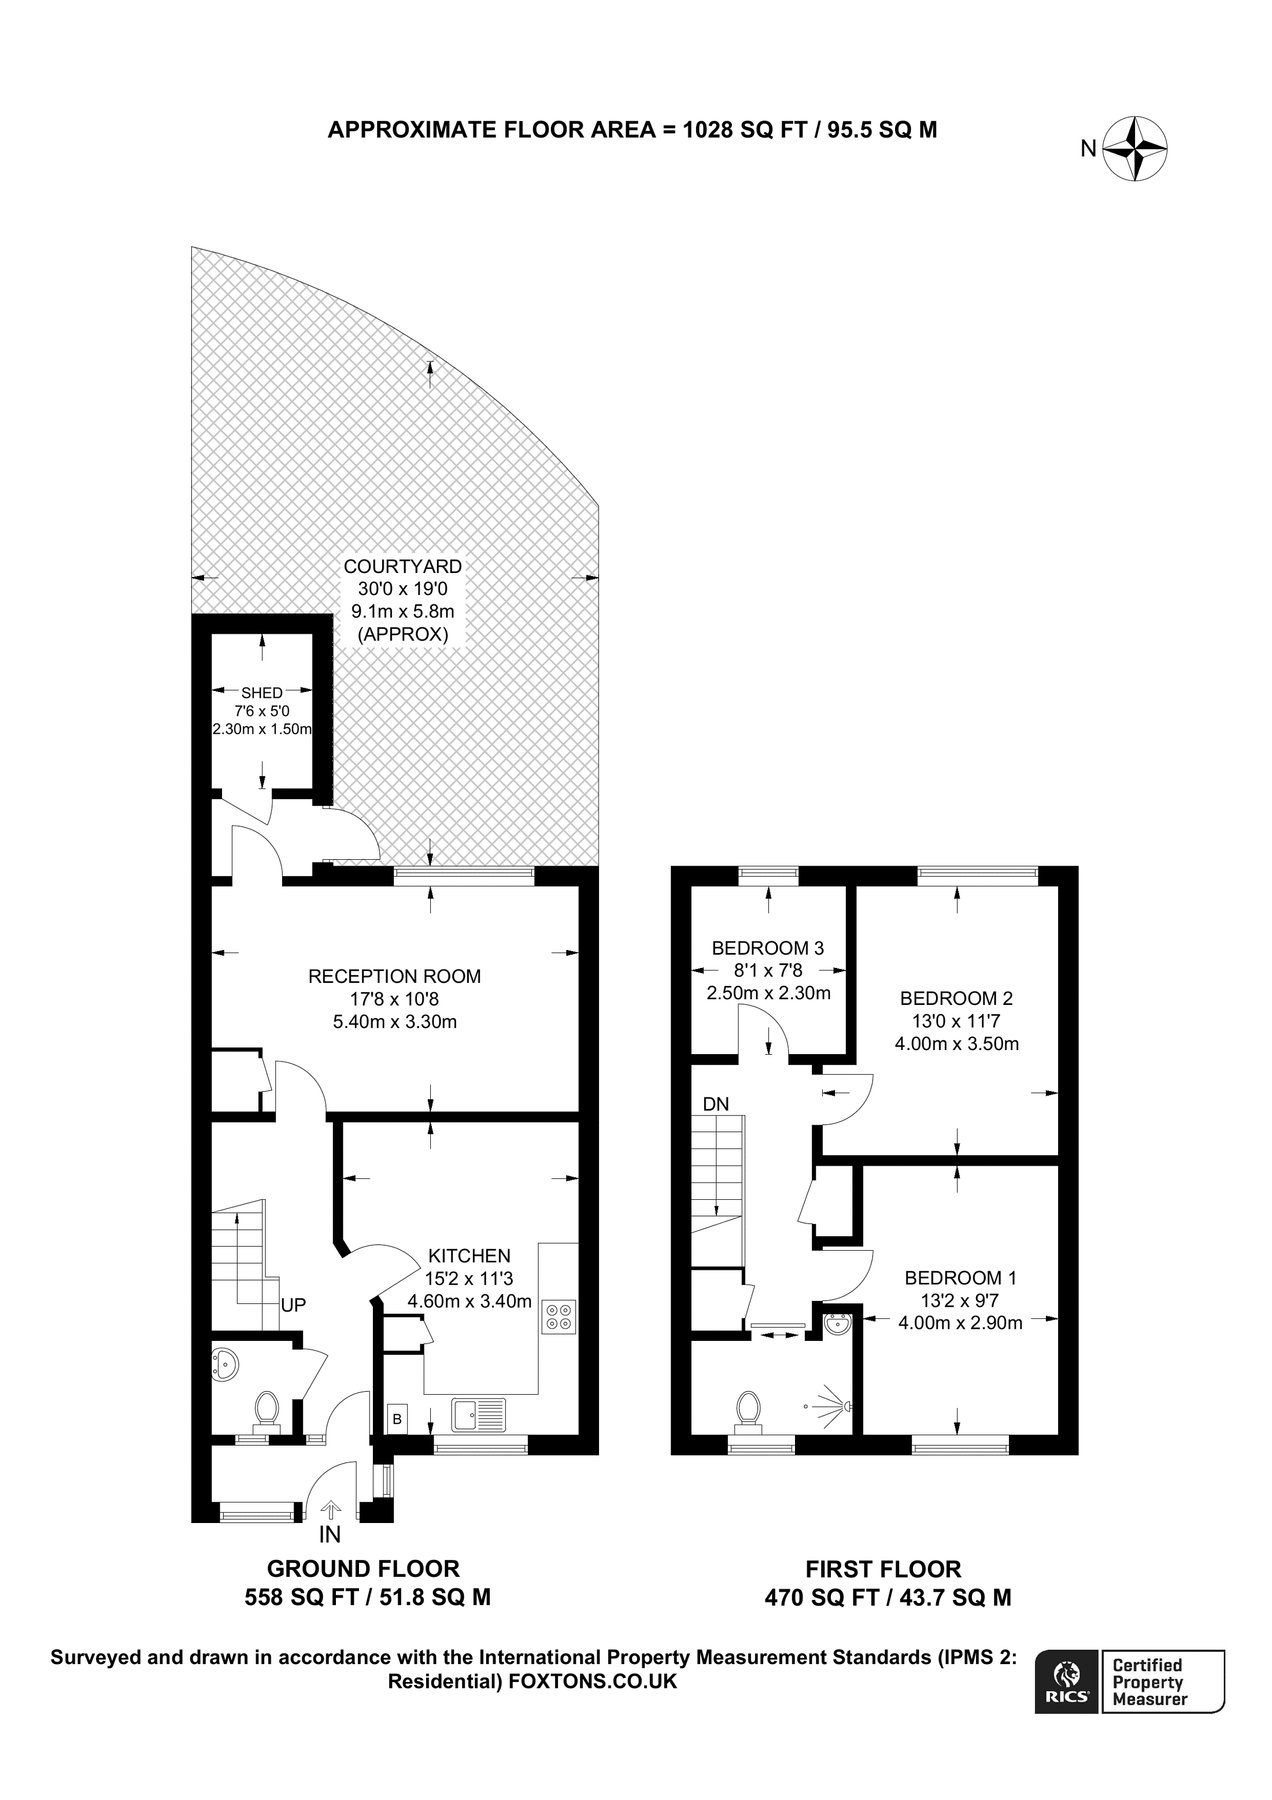 APPROXIMATE FLOOR AREA = 1028 SQ FT / 95.5 SQ M
N
COURTYARD
30'0 x 19'0
9.1m x 5.8m
(APPROX)
SHED
7'6 x 5'0
2.30m x 1.50m
RECEPTION ROOM
17'8 x 10'8
5.40m x 3.30m
KITCHEN
15'2 x 11'3
4.60m x 3.40m
UP
B
IN
GROUND FLOOR
558 SQ FT / 51.8 SQ M
BEDROOM 3
8'1 x 7'8
2.50m x 2.30m
BEDROOM 2
13'0 x 11'7
4.00m x 3.50m
DN
BEDROOM 1
13'2 x 9'7
4.00m x 2.90m
FIRST FLOOR
470 SQ FT / 43.7 SQ M
Surveyed and drawn in accordance with the International Property Measurement Standards (IPMS 2:
Residential) FOXTONS.CO.UK
RICS
Certified
Property
Measurer